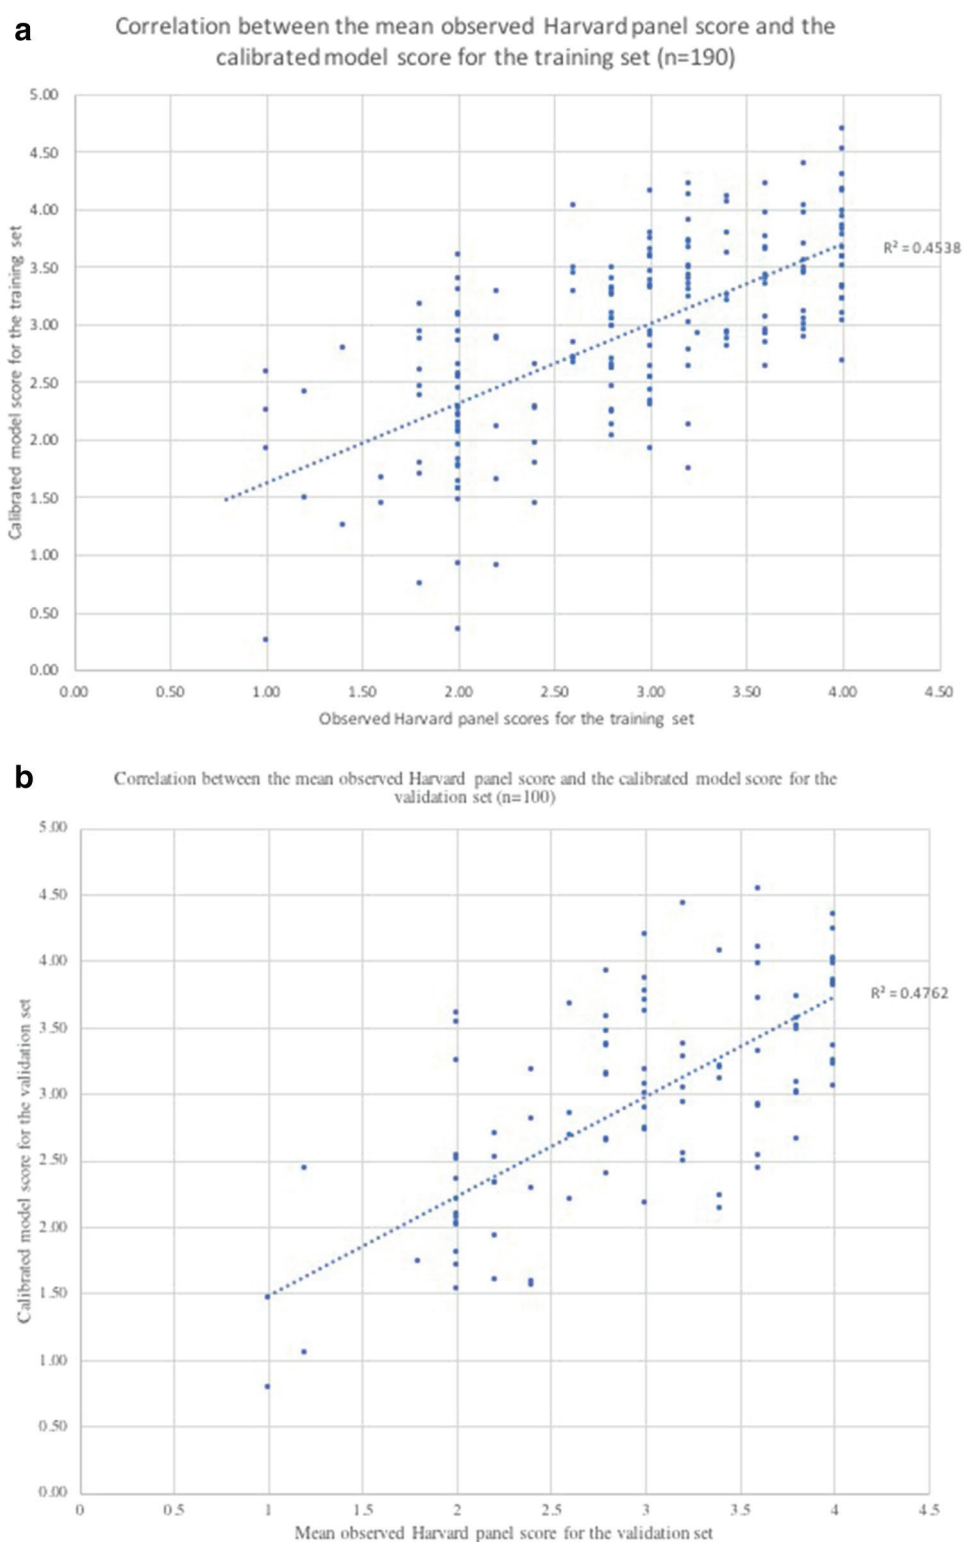 a
Correlation between the mean observed Harvard panel score and the
calibrated model score for the training set (n=190)
5.00
4.50
4.00
3.50
3.00
2.50
2.00
1.50
1.00
0.50
0.00
Calibrated model score for the training set
R² = 0.4538
0.00 0.50 1.00 1.50 2.00 2.50 3.00 3.50 4.00 4.50
Observed Harvard panel scores for the training set
b
Correlation between the mean observed Harvard panel score and the calibrated model score for the
validation set (n=100)
5.00
4.50
4.00
3.50
3.00
2.50
2.00
1.50
1.00
0.50
0.00
Calibrated model score for the validation set
R² = 0.4762
0 0.5 1 1.5 2 2.5 3 3.5 4 4.5
Mean observed Harvard panel score for the validation set